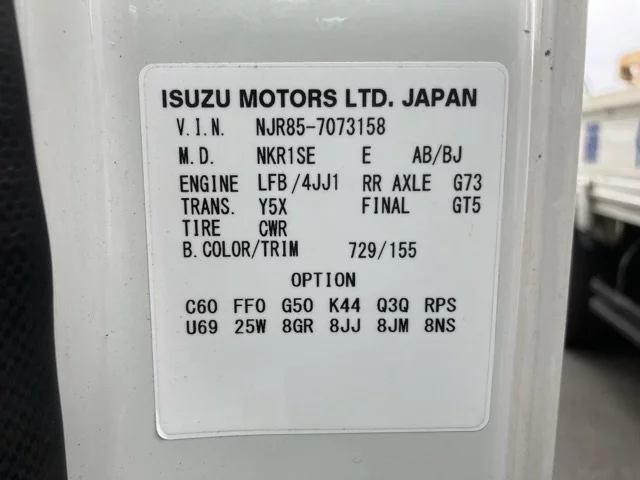 ISUZU MOTORS LTD. JAPAN
V.I.N. NJR85-7073158
M.D. NKR1SE E AB/BJ
ENGINE LFB/4JJ1 RR AXLE G73
TRANS. Y5X FINAL GT5
TIRE CWR
B.COLOR/TRIM 729/155
OPTION
C60 FF0 G50 K44 Q3Q RPS
U69 25W 8GR 8JJ 8JM 8NS